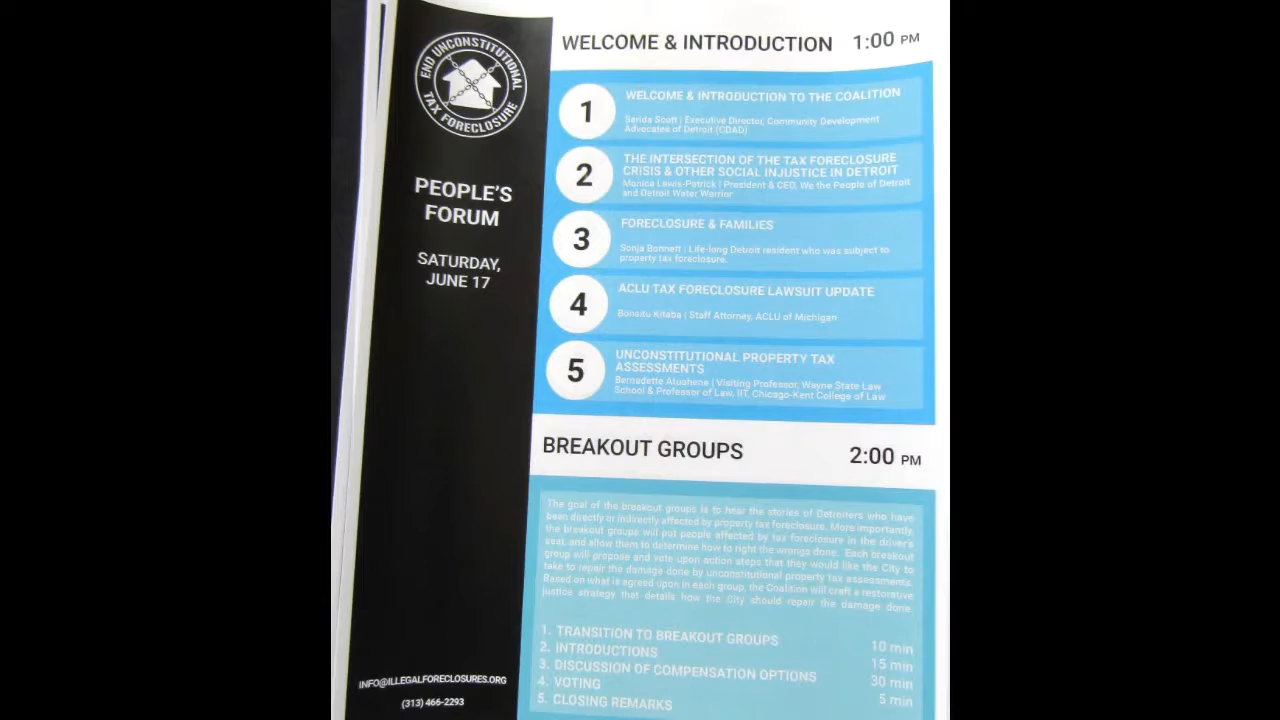 END UNCONSTITUTIONAL
TAX FORECLOSURE
PEOPLE'S
FORUM
SATURDAY,
JUNE 17
INFO@ILLEGALFORECLOSURES.ORG
(313) 466-2293
WELCOME & INTRODUCTION 1:00 PM
1
WELCOME & INTRODUCTION TO THE COALITION
Sarida Scott | Executive Director, Community Development
Advocates of Detroit (CDAD)
2
THE INTERSECTION OF THE TAX FORECLOSURE
CRISIS & OTHER SOCIAL INJUSTICE IN DETROIT
Monica Lewis-Patrick | President & CEO, We the People of Detroit
and Detroit Water Warrior
3
FORECLOSURE & FAMILIES
Sonja Bonnett | Life-long Detroit resident who was subject to
property tax foreclosure.
4
ACLU TAX FORECLOSURE LAWSUIT UPDATE
Bonsitu Kitaba | Staff Attorney, ACLU of Michigan
5
UNCONSTITUTIONAL PROPERTY TAX
ASSESSMENTS
Bernadette Atuahene | Visiting Professor, Wayne State Law
School & Professor of Law, IIT, Chicago-Kent College of Law
BREAKOUT GROUPS 2:00 PM
The goal of the breakout groups is to hear the stories of Detroiters who have
been directly or indirectly affected by property tax foreclosure. More importantly,
the breakout groups will put people affected by tax foreclosure in the driver's
seat and allow them to determine how to right the wrongs done. Each breakout
group will propose and vote upon action steps that they would like the City to
take to repair the damage done by unconstitutional property tax assessments.
Based on what is agreed upon in each group, the Coalition will craft a restorative
justice strategy that details how the City should repair the damage done.
1. TRANSITION TO BREAKOUT GROUPS
2. INTRODUCTIONS 10 min
3. DISCUSSION OF COMPENSATION OPTIONS 15 min
4. VOTING 30 min
5. CLOSING REMARKS 5 min